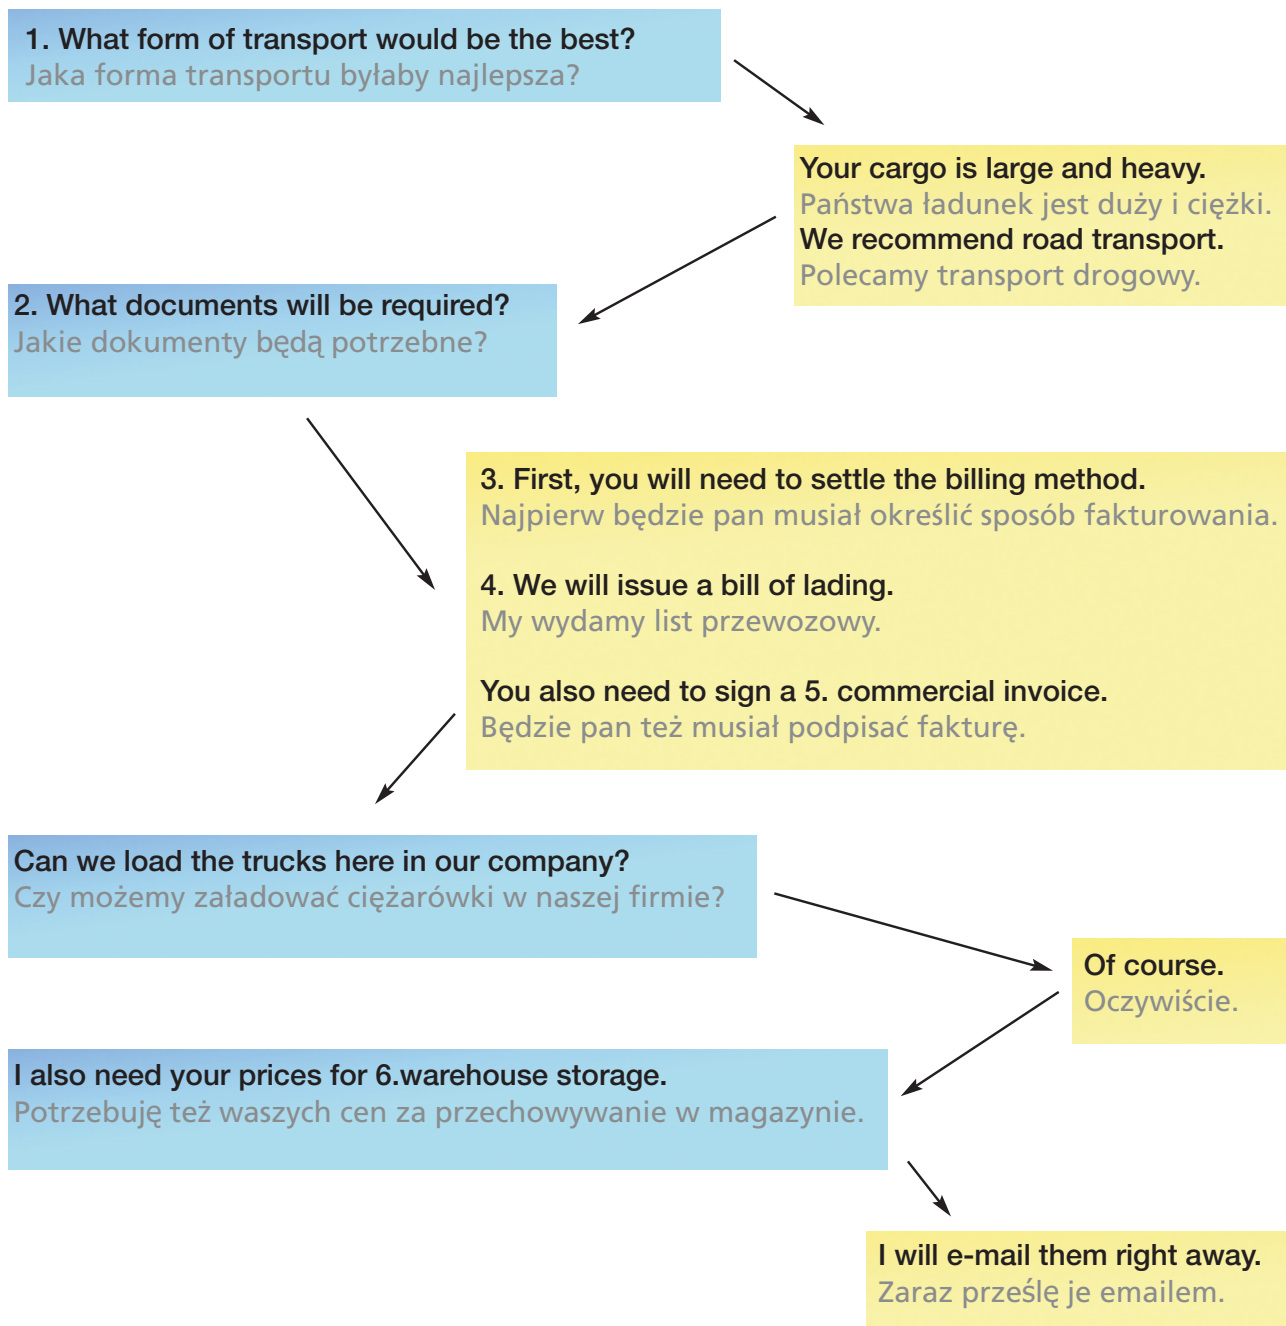 1. What form of transport would be the best?
Jaka forma transportu byłaby najlepsza?
Your cargo is large and heavy.
Państwa ładunek jest duży i ciężki.
We recommend road transport.
Polecamy transport drogowy.
2. What documents will be required?
Jakie dokumenty będą potrzebne?
3. First, you will need to settle the billing method.
Najpierw będzie pan musiał określić sposób fakturowania.
4. We will issue a bill of lading.
My wydamy list przewozowy.
You also need to sign a 5. commercial invoice.
Będzie pan też musiał podpisać fakturę.
Can we load the trucks here in our company?
Czy możemy załadować ciężarówki w naszej firmie?
Of course.
Oczywiście.
I also need your prices for 6.warehouse storage.
Potrzebuję też waszych cen za przechowywanie w magazynie.
I will e-mail them right away.
Zaraz prześlę je emailem.